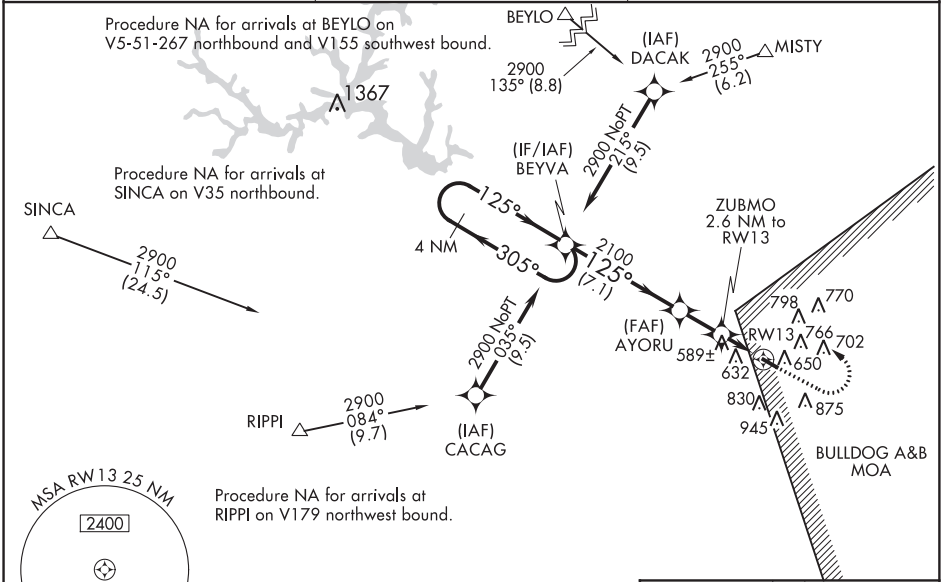 Procedure NA for arrivals at BEYLO on
V5-51-267 northbound and V155 southwest bound.
BEYLO
(IAF)
DACAK
MISTY
2900
255°
(6.2)
2900
135° (8.8)
1367
2900 NoPT
215°
(9.5)
(IF/IAF)
BEYVA
Procedure NA for arrivals at
SINCA on V35 northbound.
SINCA
2900
115°
(24.5)
125°
4 NM
305°
2100
125°
(7.1)
ZUBMO
2.6 NM to
RW13
(FAF)
AYORU
589±
632
RW13
798
770
766
702
650
830
945
875
2900 NoPT
035°
(9.5)
RIPPI
2900
084°
(9.7)
(IAF)
CACAG
BULLDOG A&B
MOA
MSA RW13 25 NM
2400
Procedure NA for arrivals at
RIPPI on V179 northwest bound.